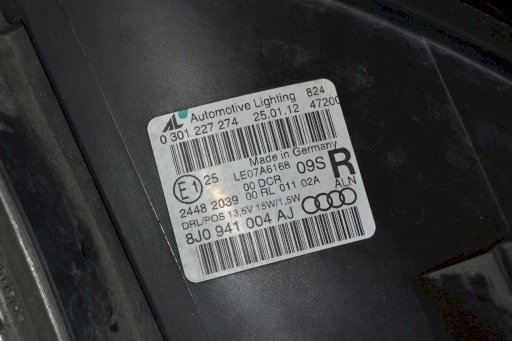 AL Automotive Lighting 824
0 301 227 274 25.01.12 47200
Made in Germany
E1 25 LE07A6168 09S R
00 DCR
2448 2039 00 RL 011 02A ALN
DRL/POS 13,5V 15W/1,5W
8J0 941 004 AJ